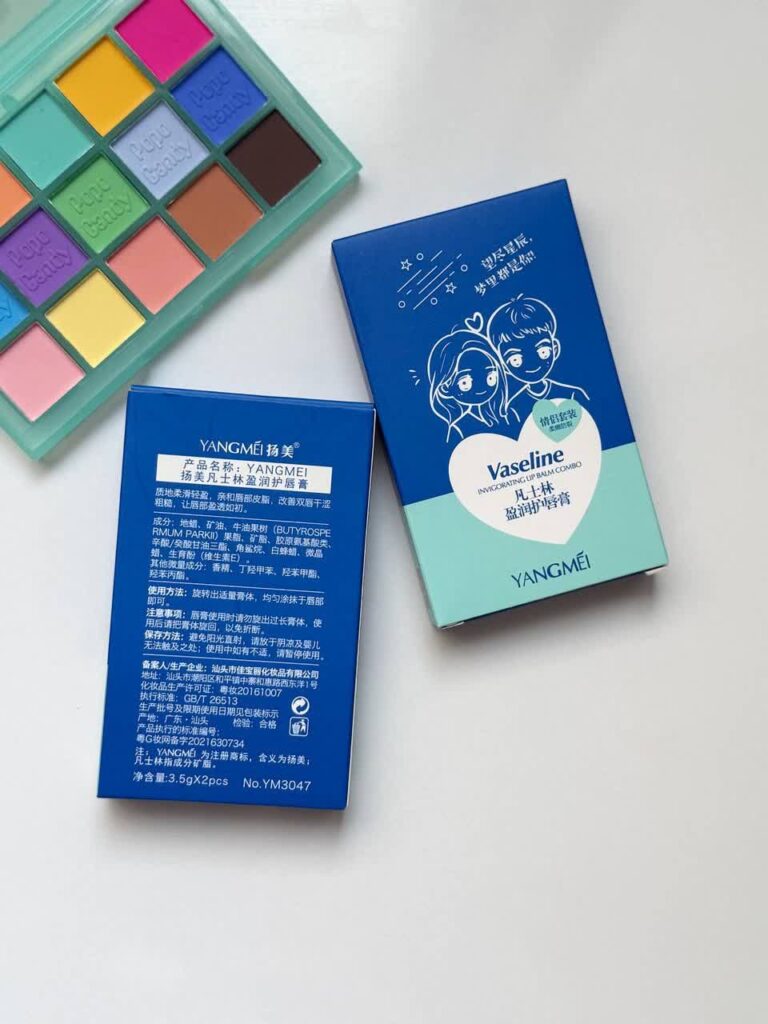 Popo
Candy
Popo
Candy
Popo
Candy
Popo
Candy
望尽星辰，
梦里都是你！
情侣套装
柔嫩舒服
Vaseline
INVIGORATING LIP BALM COMBO
凡士林
盈润护唇膏
YANGMÉI
YANGMÉI 扬美®
产品名称：YANGMEI
扬美凡士林盈润护唇膏
质地柔滑轻盈，亲和唇部皮脂，改善双唇干涩
粗糙，让唇部盈透如初。
成分：地蜡、矿油、牛油果树（BUTYROSPE
RMUM PARKII）果脂、矿脂、胶原氨基酸类、
辛酸/癸酸甘油三酯、角鲨烷、白蜂蜡、微晶
蜡、生育酚（维生素E）。
其他微量成分：香精、丁羟甲苯、羟苯甲酯、
羟苯丙酯。
使用方法：旋转出适量膏体，均匀涂抹于唇部
即可。
注意事项：唇膏使用时请勿旋出过长膏体，使
用后请把膏体旋回，以免折断。
保存方法：避免阳光直射，请放于阴凉及婴儿
无法触及之处；使用中如有不适，请暂停使用。
备案人/生产企业：汕头市佳宝丽化妆品有限公司
地址：汕头市潮阳区和平镇中寨和惠路西东洋1号
化妆品生产许可证：粤妆20161007
执行标准：GB/T 26513
生产批号及限期使用日期见包装标示
产地：广东·汕头 检验：合格
产品执行的标准编号：
粤G妆网备字2021630734
注：YANGMÉI 为注册商标，含义为扬美；
凡士林指成分矿脂。
净含量:3.5gX2pcs No.YM3047